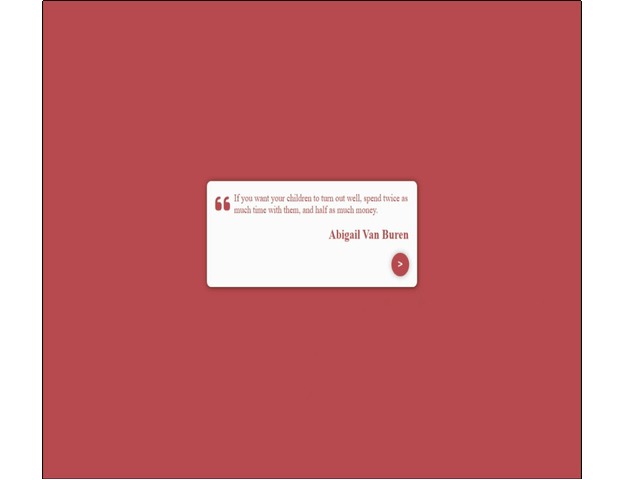 If you want your children to turn out well, spend twice as
much time with them, and half as much money.
Abigail Van Buren
>